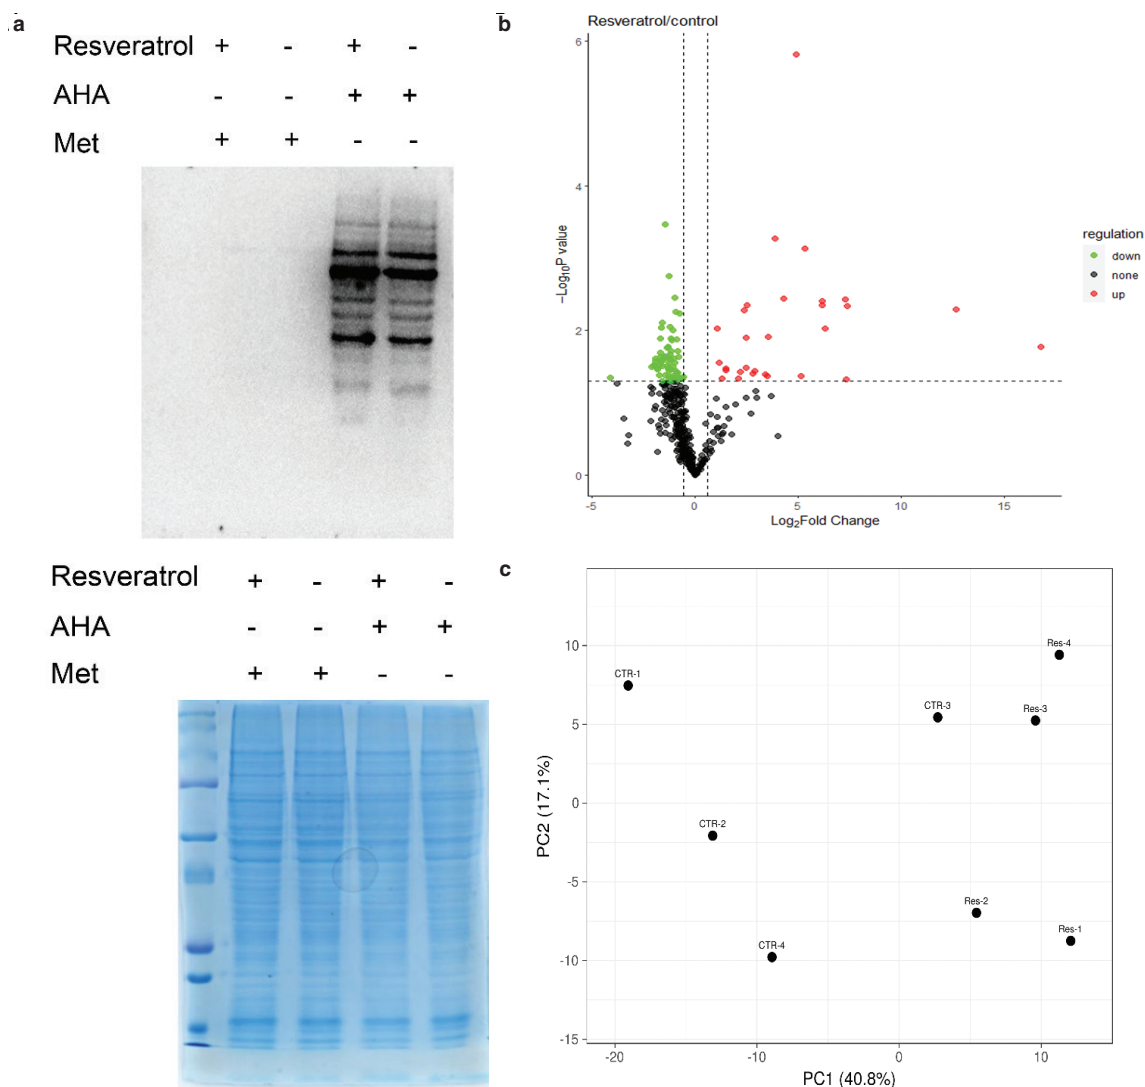 a
Resveratrol + - + -
AHA - - + +
Met + + - -
Resveratrol + - + -
AHA - - + +
Met + + - -
b
Resveratrol/control
6
4
2
0
-Log10P value
-5 0 5 10 15
Log2Fold Change
regulation
down
none
up
c
10
5
0
-5
-10
-15
PC2 (17.1%)
CTR-1
CTR-2
CTR-3
CTR-4
Res-4
Res-3
Res-2
Res-1
-20 -10 0 10
PC1 (40.8%)